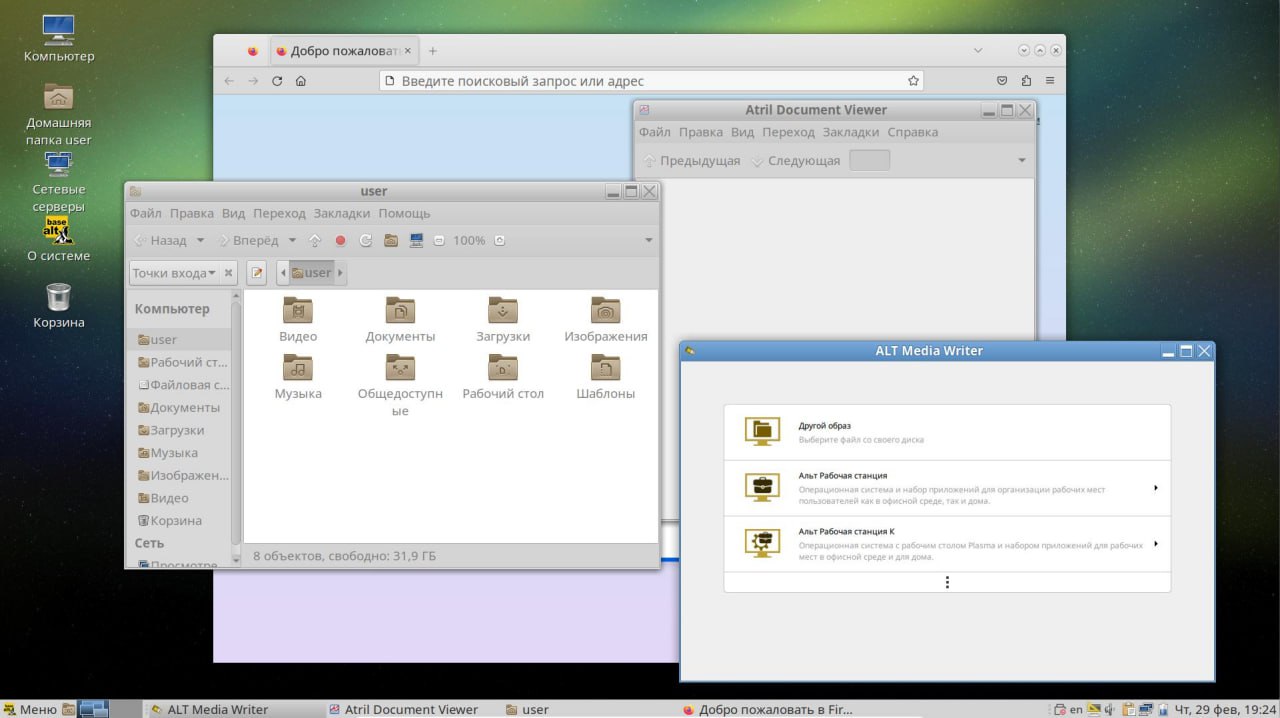 Компьютер
Домашняя
папка user
Сетевые
серверы
base
alt
О системе
Корзина
Добро пожаловат
Введите поисковый запрос или адрес
Atril Document Viewer
Файл Правка Вид Переход Закладки Справка
Предыдущая Следующая
user
Файл Правка Вид Переход Закладки Помощь
Назад Вперёд 100%
Точки входа user
Компьютер
user
Рабочий ст...
Файловая с...
Документы
Загрузки
Музыка
Изображен...
Видео
Корзина
Сеть
Просмотре
Видео Документы Загрузки Изображения
Музыка Общедоступн
ые Рабочий стол Шаблоны
8 объектов, свободно: 31,9 ГБ
ALT Media Writer
Другой образ
Выберите файл со своего диска
Альт Рабочая станция
Операционная система и набор приложений для организации рабочих мест
пользователей как в офисной среде, так и дома.
Альт Рабочая станция К
Операционная система с рабочим столом Plasma и набором приложений для рабочих
мест в офисной среде и для дома.
Меню ALT Media Writer Atril Document Viewer user Добро пожаловать в Fir... en Чт, 29 фев, 19:24